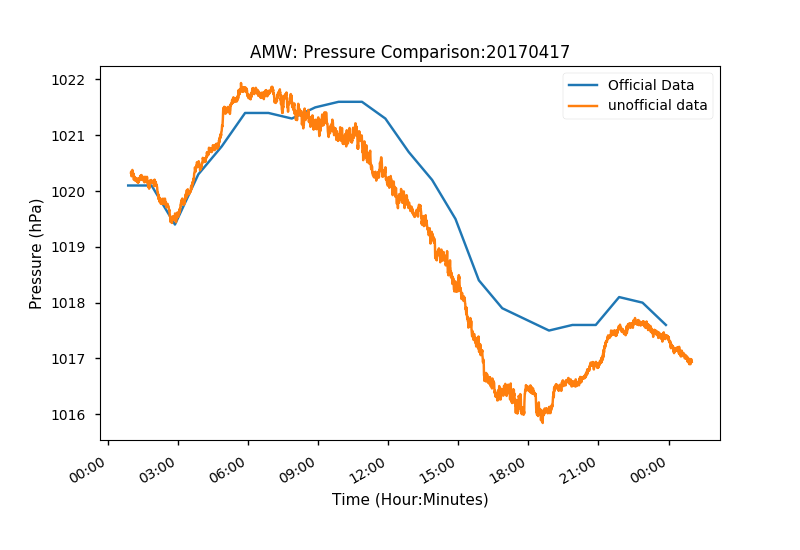 AMW: Pressure Comparison:20170417
Official Data
unofficial data
Pressure (hPa)
1022
1021
1020
1019
1018
1017
1016
00:00 03:00 06:00 09:00 12:00 15:00 18:00 21:00 00:00
Time (Hour:Minutes)